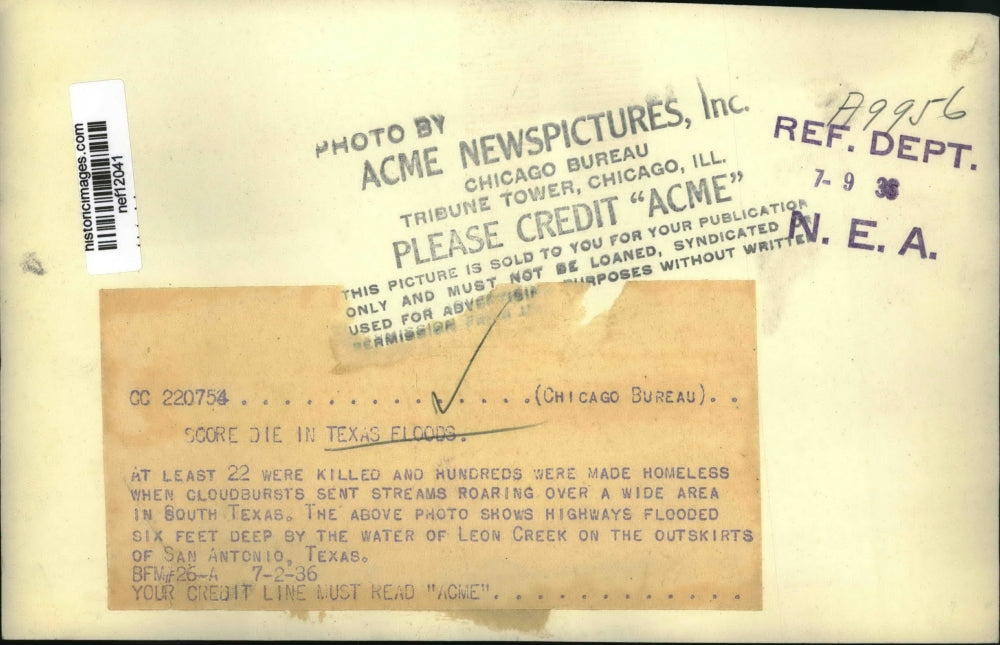 historicimages.com
nef12041
A9956
PHOTO BY
ACME NEWSPICTURES, Inc.
CHICAGO BUREAU
TRIBUNE TOWER, CHICAGO, ILL.
PLEASE CREDIT "ACME"
THIS PICTURE IS SOLD TO YOU FOR YOUR PUBLICATION
ONLY AND MUST NOT BE LOANED, SYNDICATED
USED FOR ADVERTISIN PURPOSES WITHOUT WRITTEN
PERMISSION FROM
REF. DEPT.
7-9 36
N. E. A.
CC 220754 . . . . . . . . . . . . . . . . (CHICAGO BUREAU). .
SCORE DIE IN TEXAS FLOODS.
AT LEAST 22 WERE KILLED AND HUNDREDS WERE MADE HOMELESS
WHEN CLOUDBURSTS SENT STREAMS ROARING OVER A WIDE AREA
IN SOUTH TEXAS. THE ABOVE PHOTO SHOWS HIGHWAYS FLOODED
SIX FEET DEEP BY THE WATER OF LEON CREEK ON THE OUTSKIRTS
OF SAN ANTONIO, TEXAS.
BFM#26-A 7-2-36
YOUR CREDIT LINE MUST READ "ACME". . . . . . . . . . . . . .